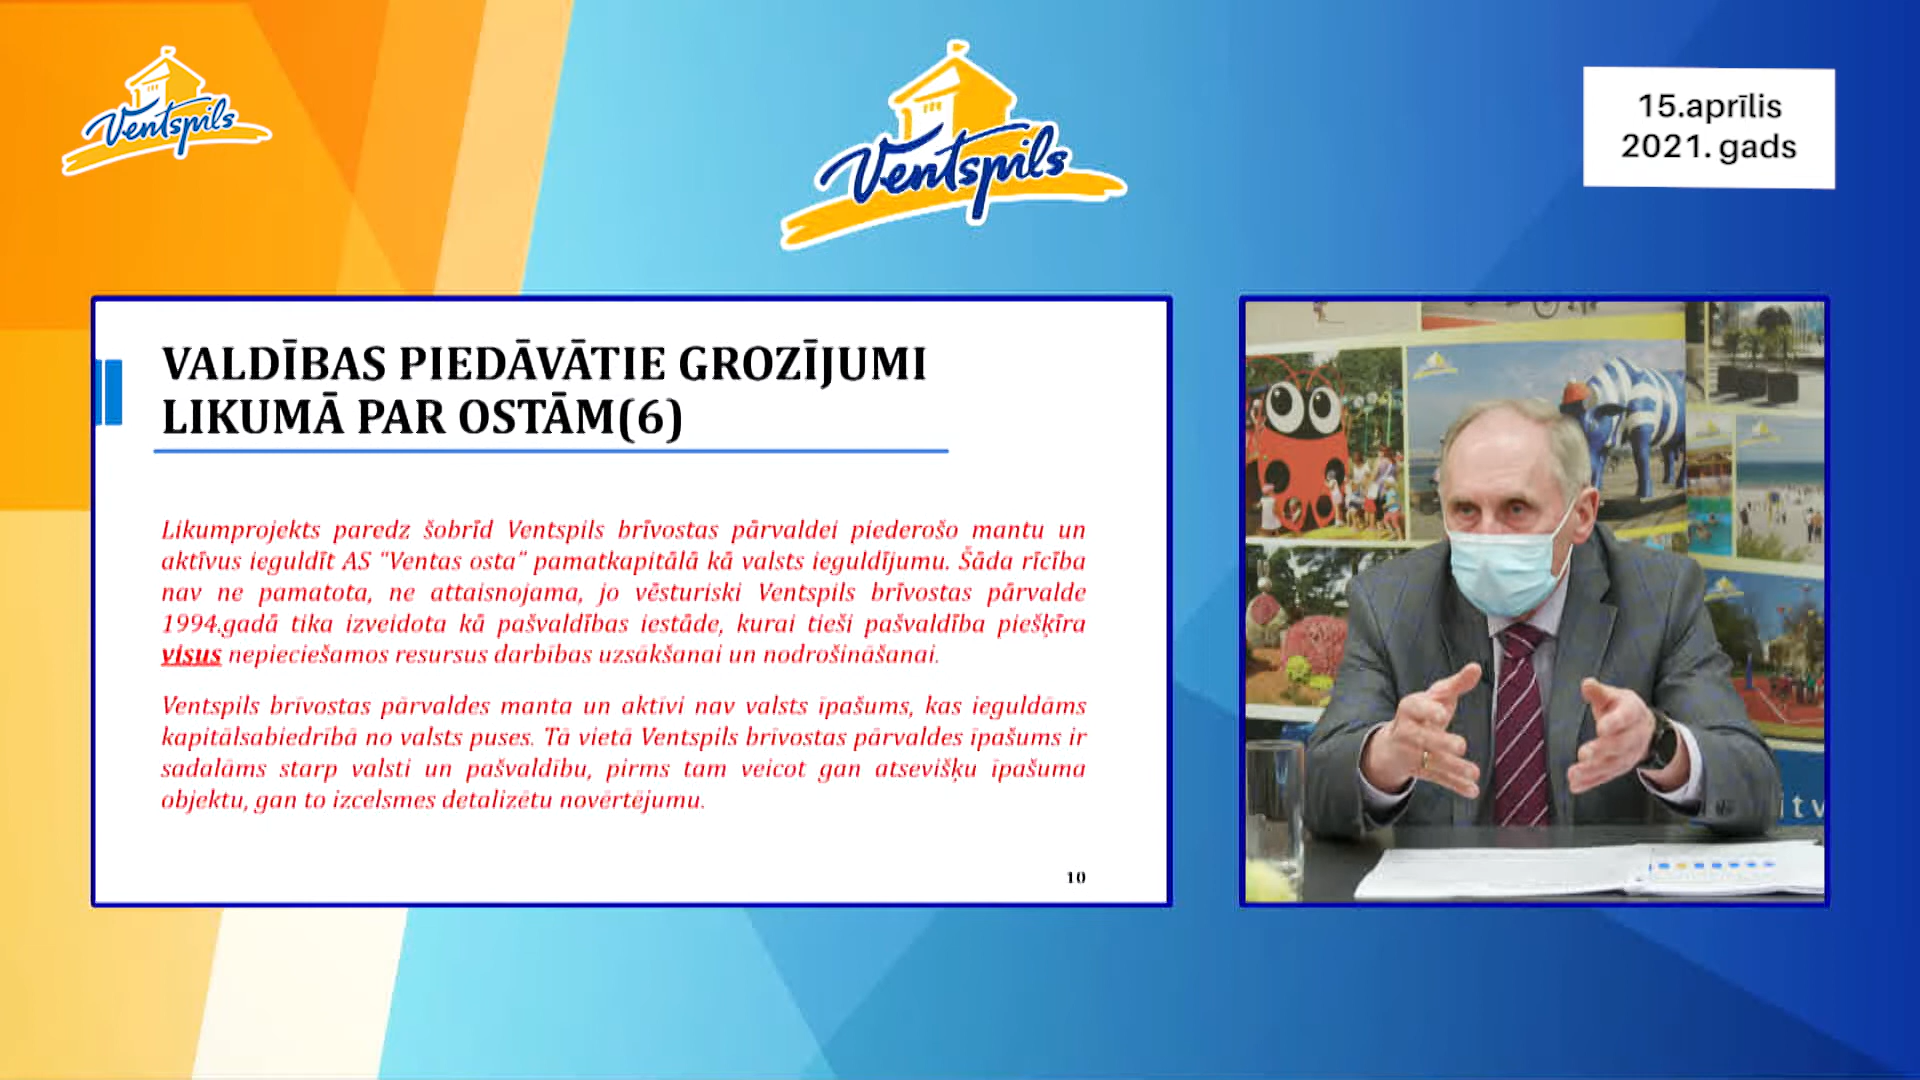 Ventspils
Ventspils
15.aprīlis
2021. gads
VALDĪBAS PIEDĀVĀTIE GROZĪJUMI
LIKUMĀ PAR OSTĀM(6)
Likumprojekts paredz šobrīd Ventspils brīvostas pārvaldei piederošo mantu un
aktīvus ieguldīt AS "Ventas osta" pamatkapitālā kā valsts ieguldījumu. Šāda rīcība
nav ne pamatota, ne attaisnojama, jo vēsturiski Ventspils brīvostas pārvalde
1994.gadā tika izveidota kā pašvaldības iestāde, kurai tieši pašvaldība piešķīra
visus nepieciešamos resursus darbības uzsākšanai un nodrošināšanai.
Ventspils brīvostas pārvaldes manta un aktīvi nav valsts īpašums, kas ieguldāms
kapitālsabiedrībā no valsts puses. Tā vietā Ventspils brīvostas pārvaldes īpašums ir
sadalāms starp valsti un pašvaldību, pirms tam veicot gan atsevišķu īpašuma
objektu, gan to izcelsmes detalizētu novērtējumu.
10
itv